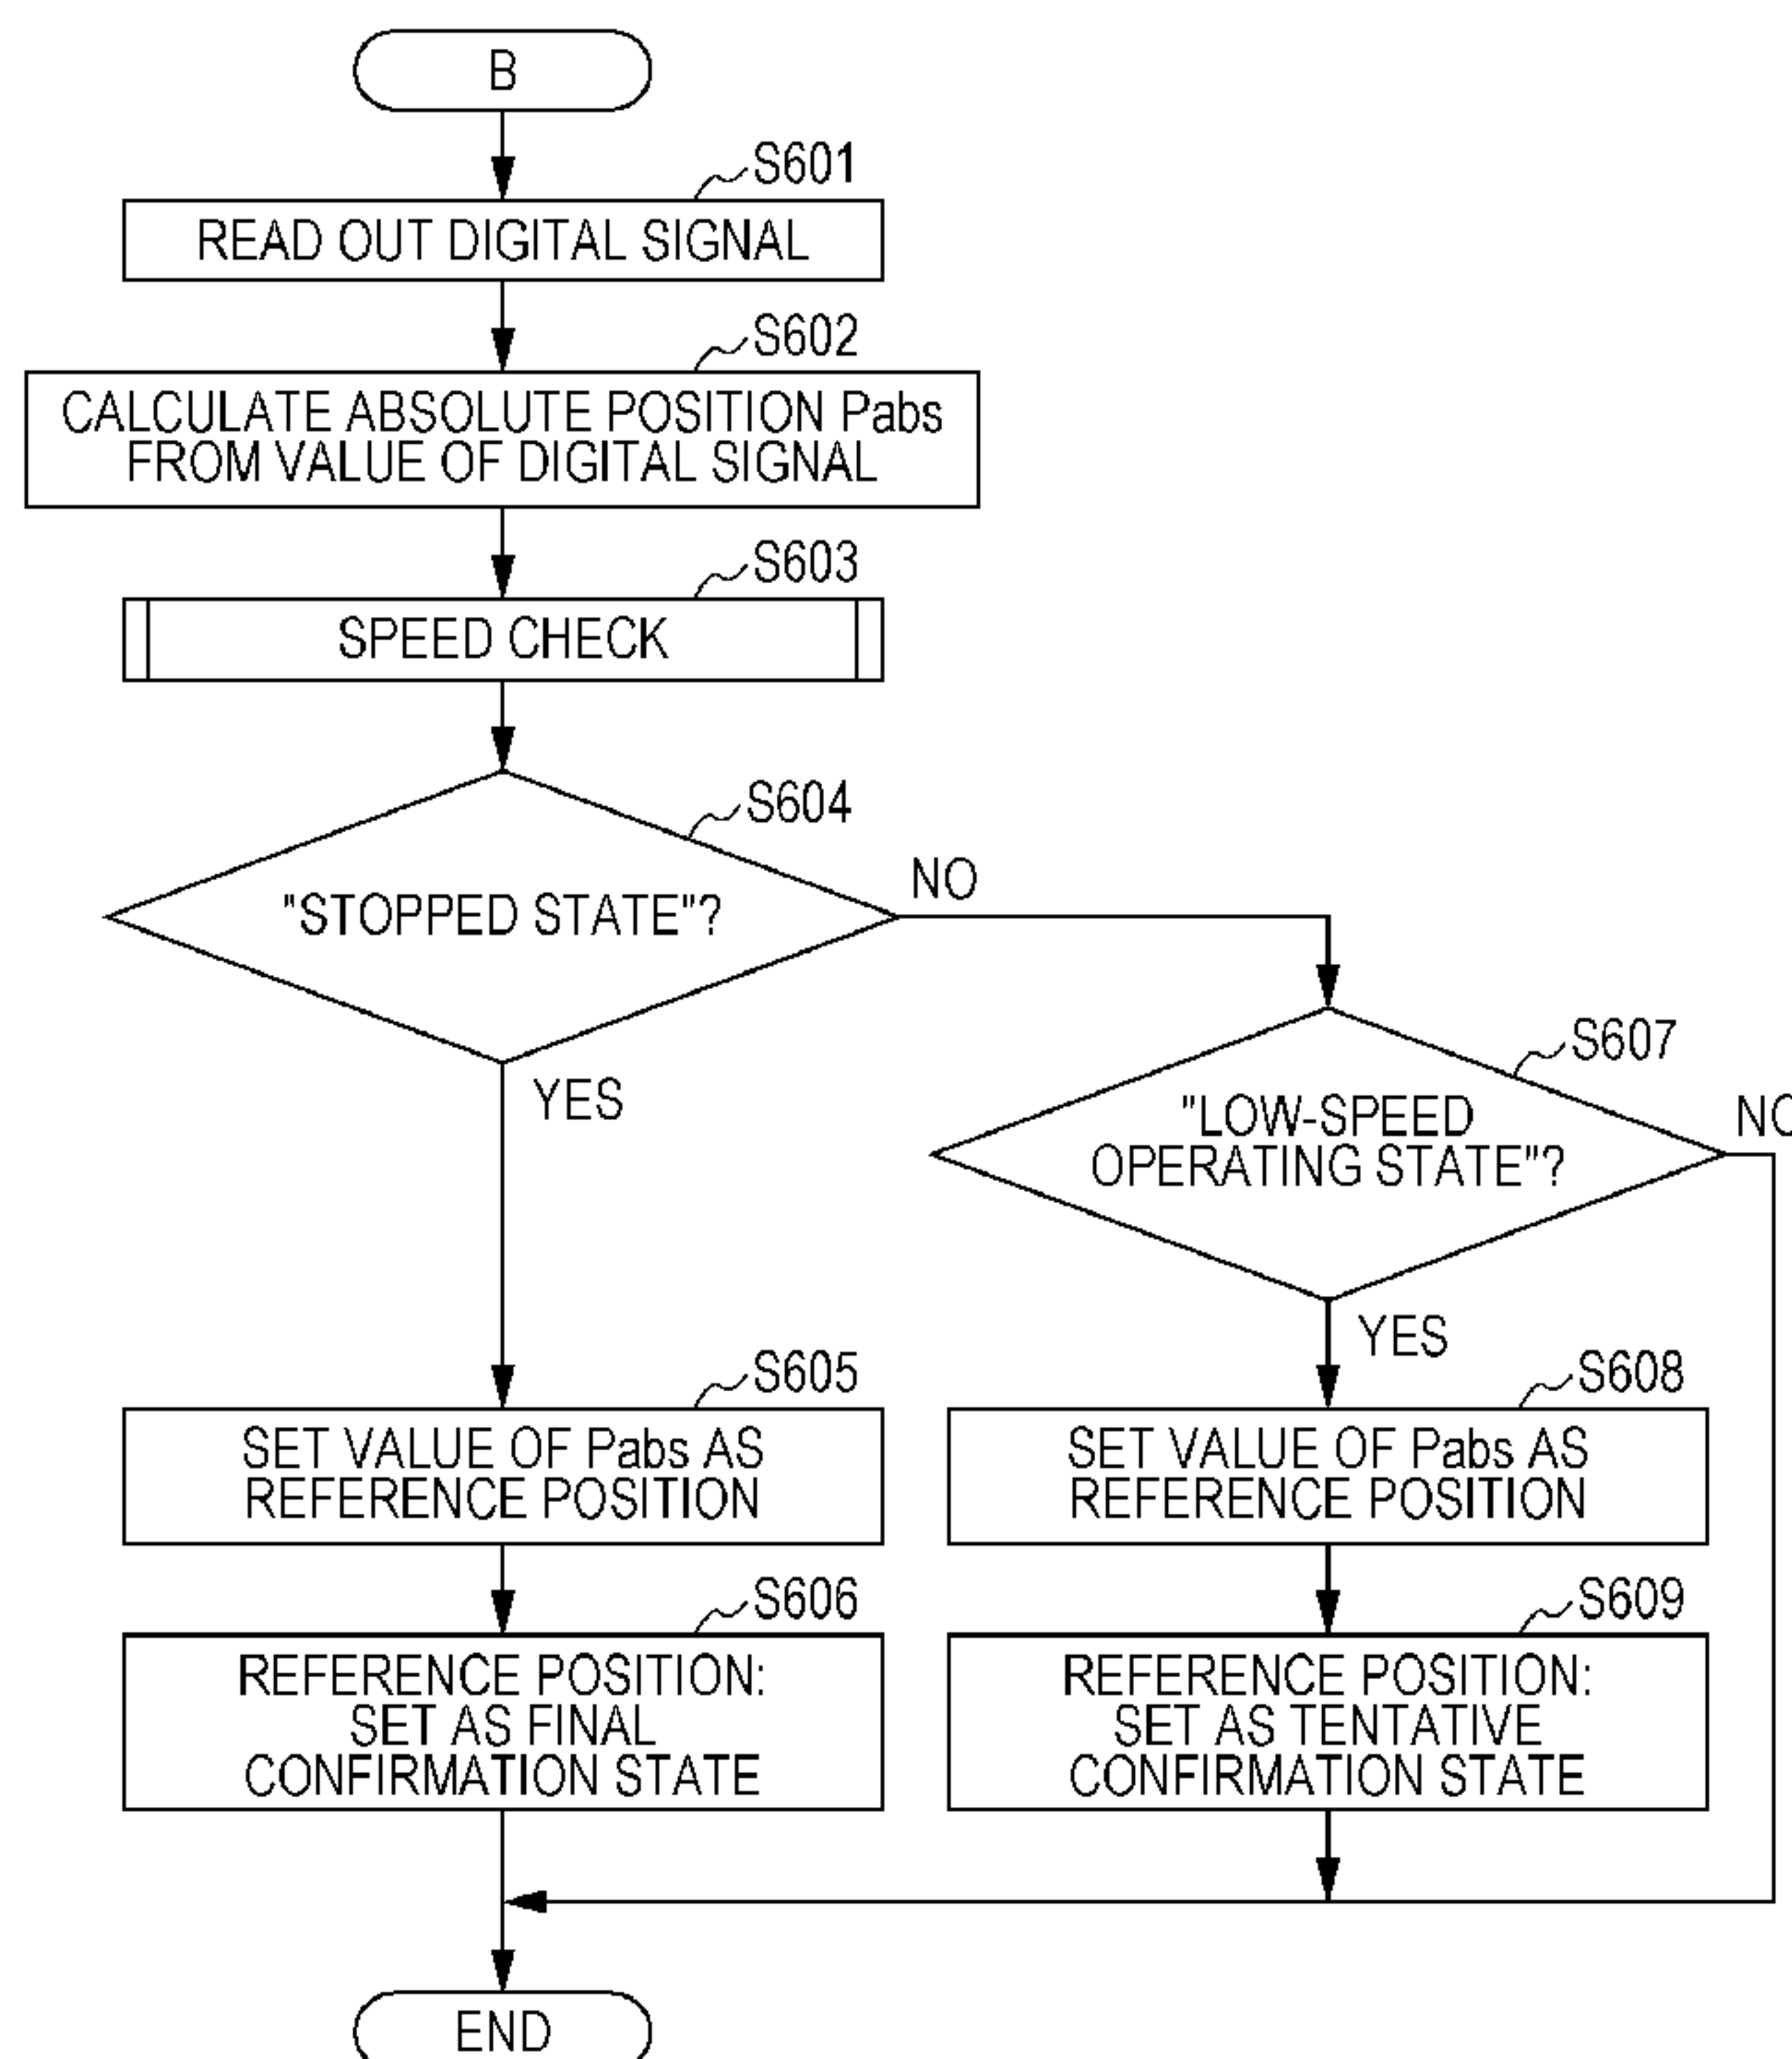 B
S601
READ OUT DIGITAL SIGNAL
S602
CALCULATE ABSOLUTE POSITION Pabs
FROM VALUE OF DIGITAL SIGNAL
S603
SPEED CHECK
S604
"STOPPED STATE"?
NO
YES
S607
"LOW-SPEED
OPERATING STATE"?
NO
YES
S605
SET VALUE OF Pabs AS
REFERENCE POSITION
S608
SET VALUE OF Pabs AS
REFERENCE POSITION
S606
REFERENCE POSITION:
SET AS FINAL
CONFIRMATION STATE
S609
REFERENCE POSITION:
SET AS TENTATIVE
CONFIRMATION STATE
END